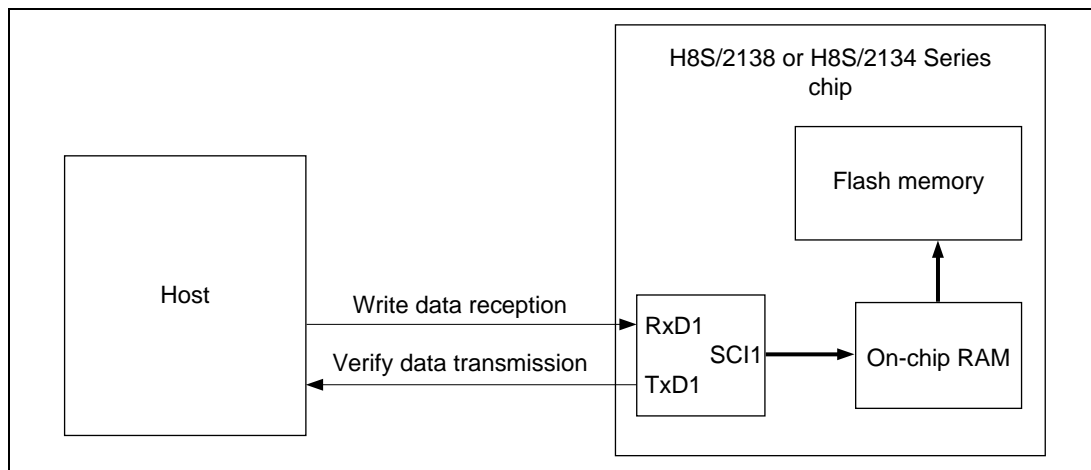 H8S/2138 or H8S/2134 Series
chip
Flash memory
Host
Write data reception
RxD1
SCI1
On-chip RAM
Verify data transmission
TxD1